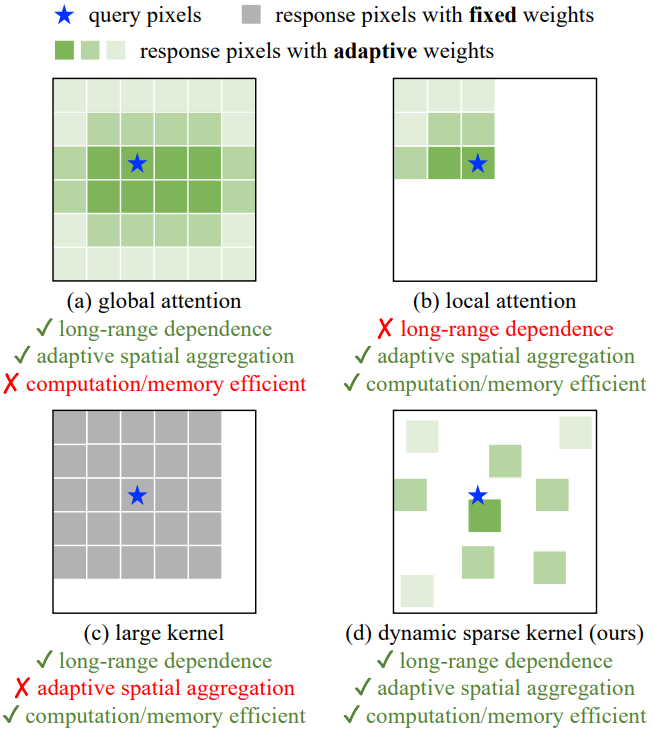 query pixels response pixels with fixed weights
response pixels with adaptive weights
(a) global attention
✓ long-range dependence
✓ adaptive spatial aggregation
✗ computation/memory efficient
(b) local attention
✗ long-range dependence
✓ adaptive spatial aggregation
✓ computation/memory efficient
(c) large kernel
✓ long-range dependence
✗ adaptive spatial aggregation
✓ computation/memory efficient
(d) dynamic sparse kernel (ours)
✓ long-range dependence
✓ adaptive spatial aggregation
✓ computation/memory efficient